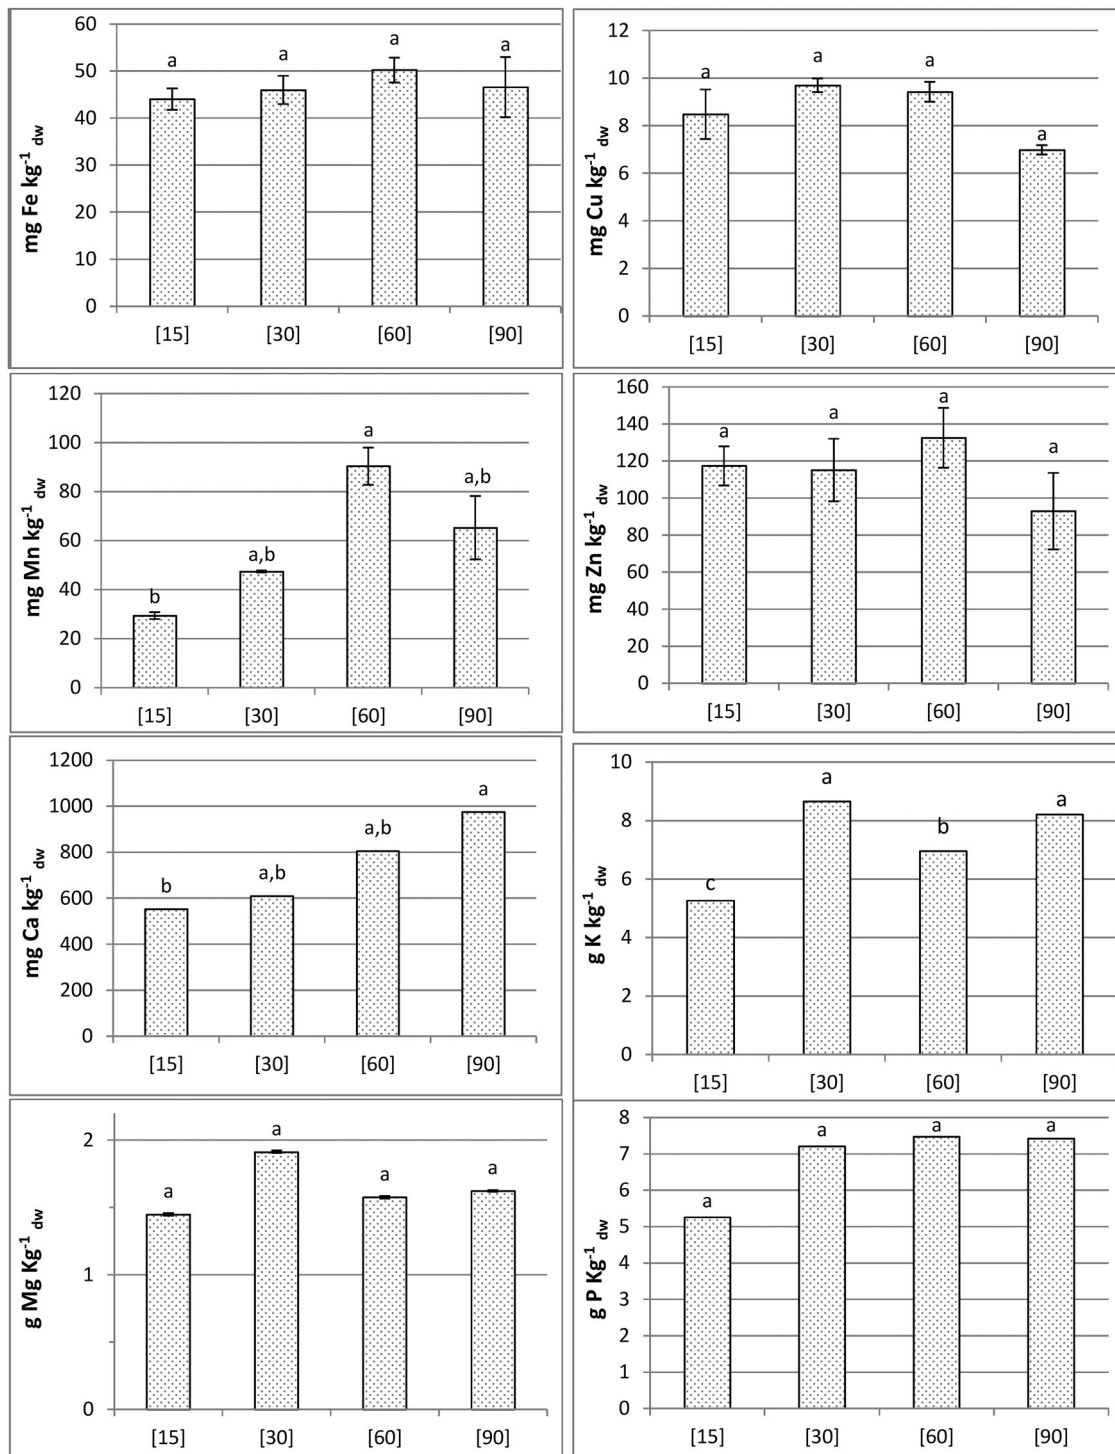 60
50
40
30
20
10
0
mg Fe kg-1 dw
a a a a
[15] [30] [60] [90]
12
10
8
6
4
2
0
mg Cu kg-1 dw
a a a a
[15] [30] [60] [90]
120
100
80
60
40
20
0
mg Mn kg-1 dw
b a,b a a,b
[15] [30] [60] [90]
160
140
120
100
80
60
40
20
0
mg Zn kg-1 dw
a a a a
[15] [30] [60] [90]
1200
1000
800
600
400
200
0
mg Ca kg-1 dw
b a,b a,b a
[15] [30] [60] [90]
10
8
6
4
2
0
g K kg-1 dw
c a b a
[15] [30] [60] [90]
2
1
0
g Mg Kg-1 dw
a a a a
[15] [30] [60] [90]
8
7
6
5
4
3
2
1
0
g P Kg-1 dw
a a a a
[15] [30] [60] [90]